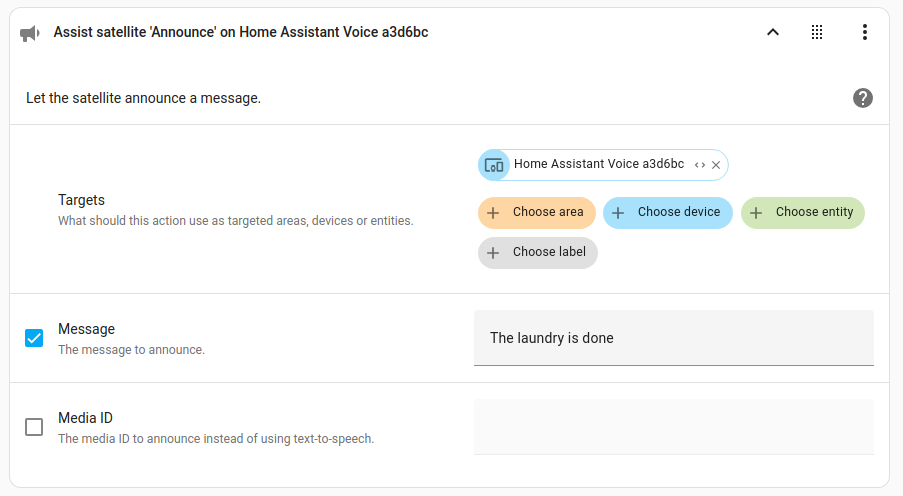 Assist satellite 'Announce' on Home Assistant Voice a3d6bc
Let the satellite announce a message.
Targets
What should this action use as targeted areas, devices or entities.
Home Assistant Voice a3d6bc
Choose area
Choose device
Choose entity
Choose label
Message
The message to announce.
The laundry is done
Media ID
The media ID to announce instead of using text-to-speech.